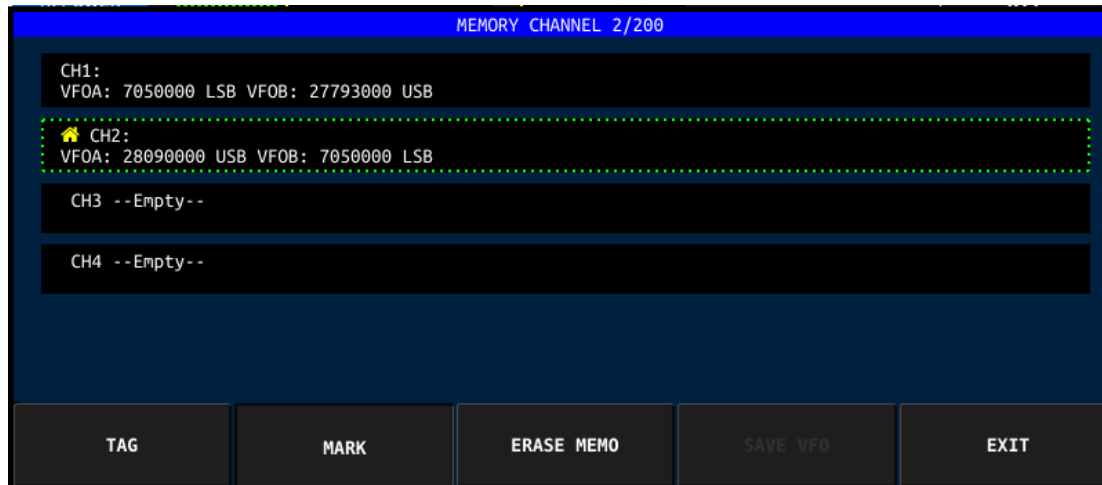 MEMORY CHANNEL 2/200
CH1:
VFOA: 7050000 LSB VFOB: 27793000 USB
CH2:
VFOA: 28090000 USB VFOB: 7050000 LSB
CH3 --Empty--
CH4 --Empty--
TAG MARK ERASE MEMO SAVE VFO EXIT